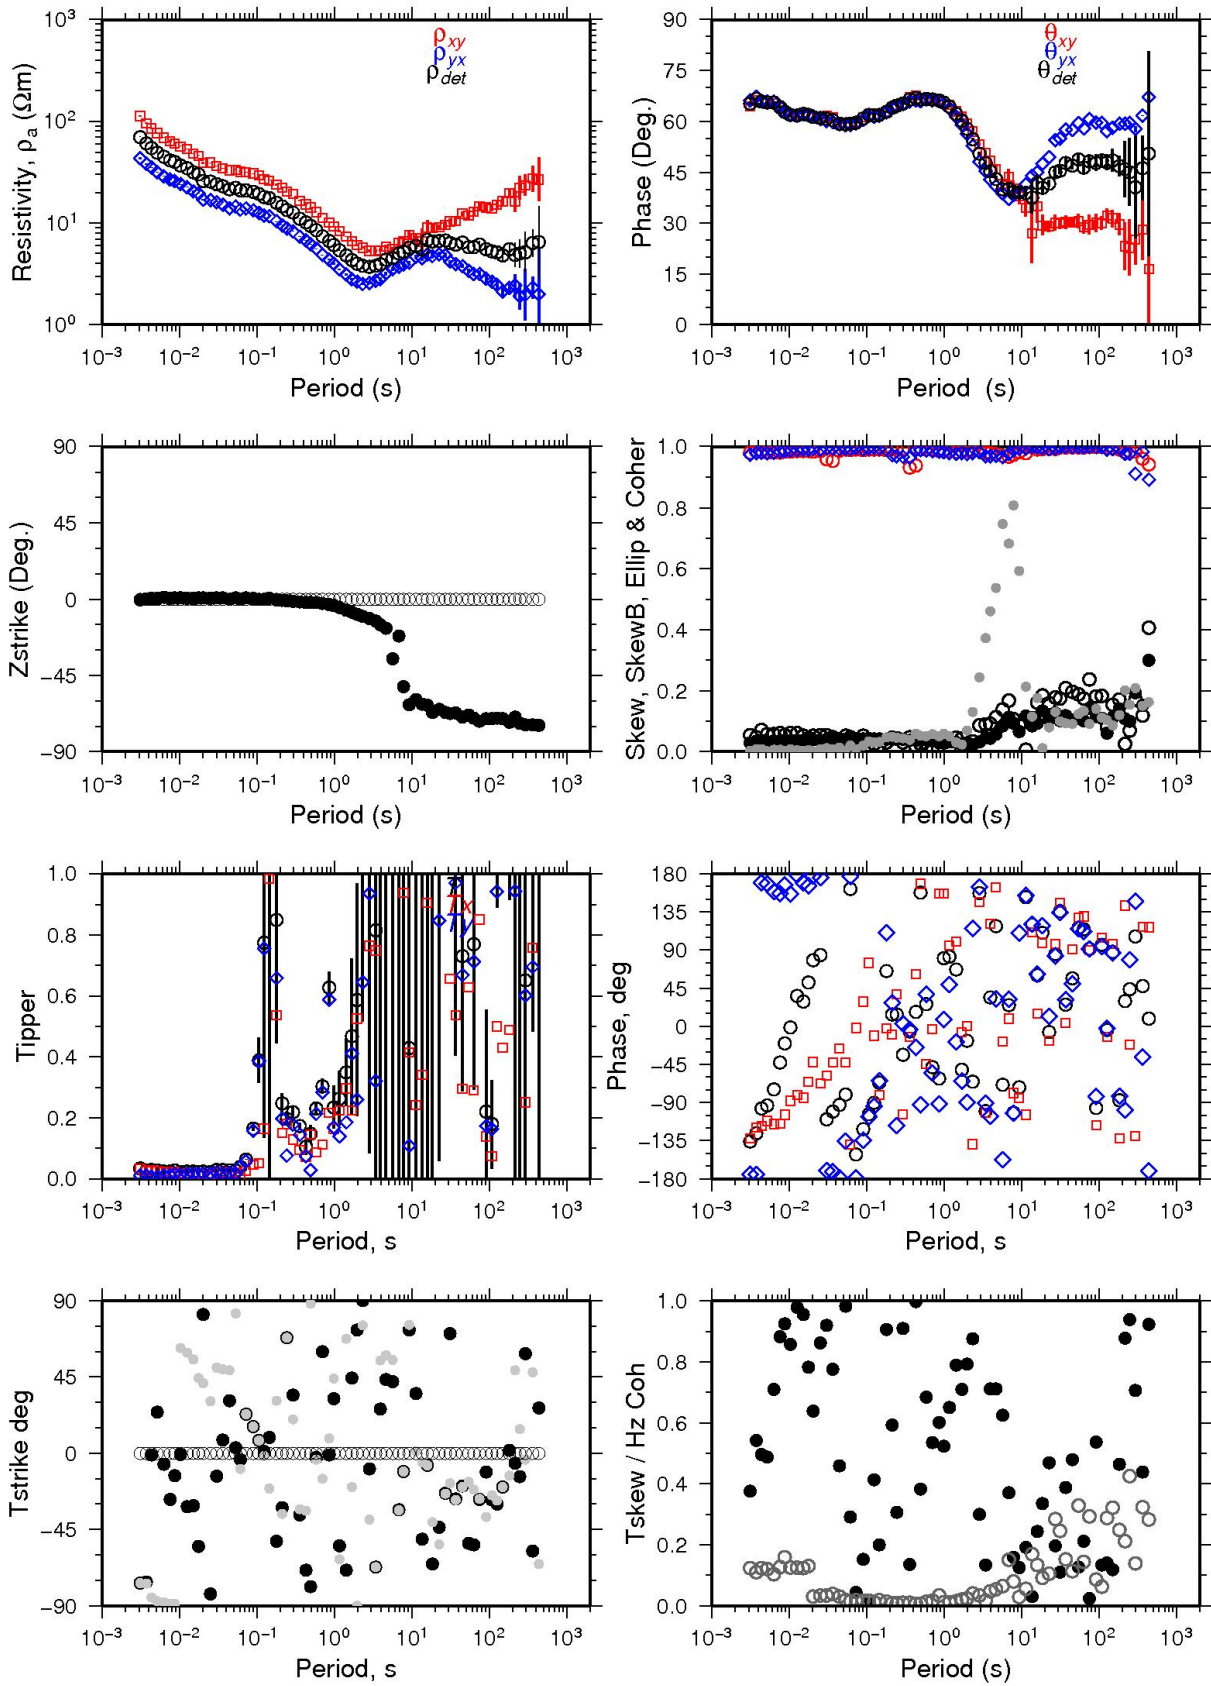 Resistivity, ρa (Ωm)
10³
10²
10¹
10⁰
ρxy
ρyx
ρdet
10⁻³ 10⁻² 10⁻¹ 10⁰ 10¹ 10² 10³
Period (s)
Phase (Deg.)
90
75
60
45
30
15
0
θxy
θyx
θdet
10⁻³ 10⁻² 10⁻¹ 10⁰ 10¹ 10² 10³
Period (s)
Zstrike (Deg.)
90
45
0
−45
−90
10⁻³ 10⁻² 10⁻¹ 10⁰ 10¹ 10² 10³
Period (s)
Skew, SkewB, Ellip & Coher
1.0
0.8
0.6
0.4
0.2
0.0
10⁻³ 10⁻² 10⁻¹ 10⁰ 10¹ 10² 10³
Period (s)
Tipper
1.0
0.8
0.6
0.4
0.2
0.0
Tx
Ty
10⁻³ 10⁻² 10⁻¹ 10⁰ 10¹ 10² 10³
Period, s
Phase, deg
180
135
90
45
0
−45
−90
−135
−180
10⁻³ 10⁻² 10⁻¹ 10⁰ 10¹ 10² 10³
Period, s
Tstrike deg
90
45
0
−45
−90
10⁻³ 10⁻² 10⁻¹ 10⁰ 10¹ 10² 10³
Period, s
Tskew / Hz Coh
1.0
0.8
0.6
0.4
0.2
0.0
10⁻³ 10⁻² 10⁻¹ 10⁰ 10¹ 10² 10³
Period (s)